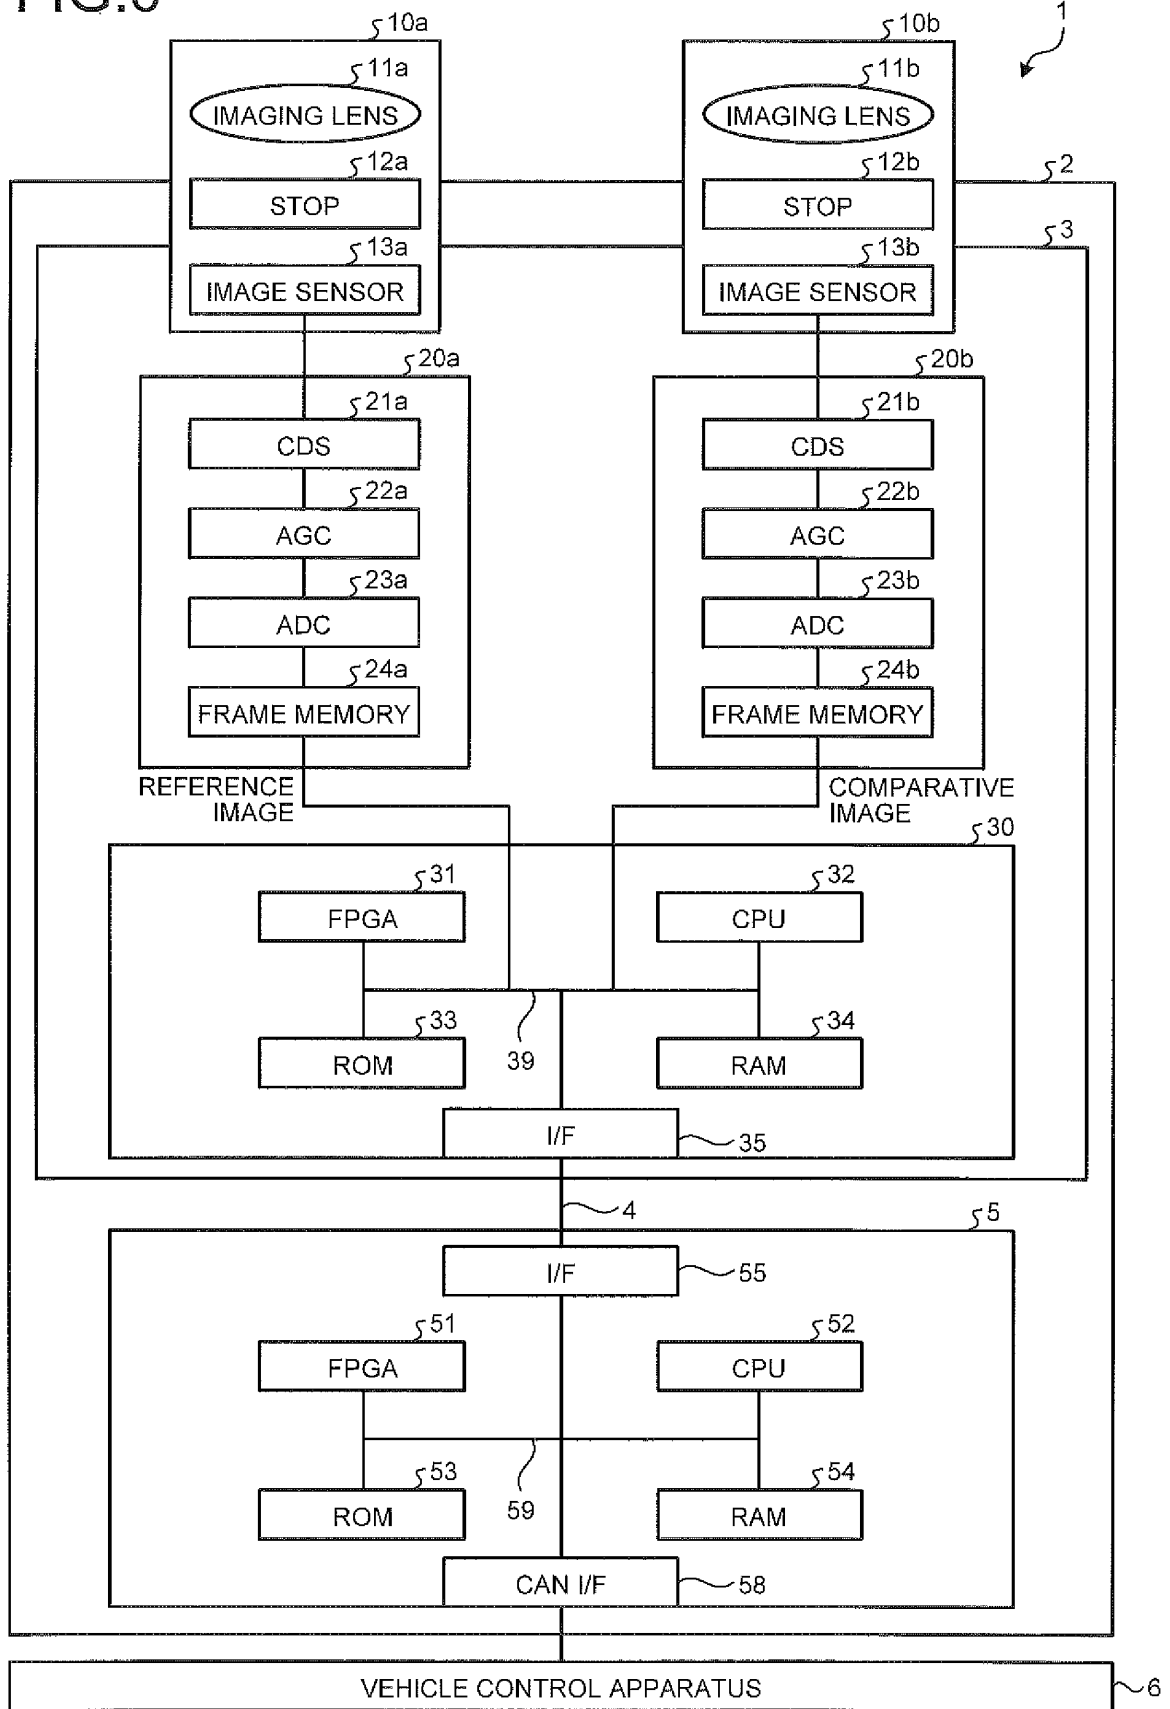 10a
10b
1
11a
11b
IMAGING LENS
IMAGING LENS
12a
12b
2
STOP
STOP
3
13a
13b
IMAGE SENSOR
IMAGE SENSOR
20a
20b
21a
21b
CDS
CDS
22a
22b
AGC
AGC
23a
23b
ADC
ADC
24a
24b
FRAME MEMORY
FRAME MEMORY
REFERENCE
IMAGE
COMPARATIVE
IMAGE
30
31
32
FPGA
CPU
33
39
34
ROM
RAM
I/F
35
4
5
I/F
55
51
52
FPGA
CPU
53
59
54
ROM
RAM
CAN I/F
58
VEHICLE CONTROL APPARATUS
6